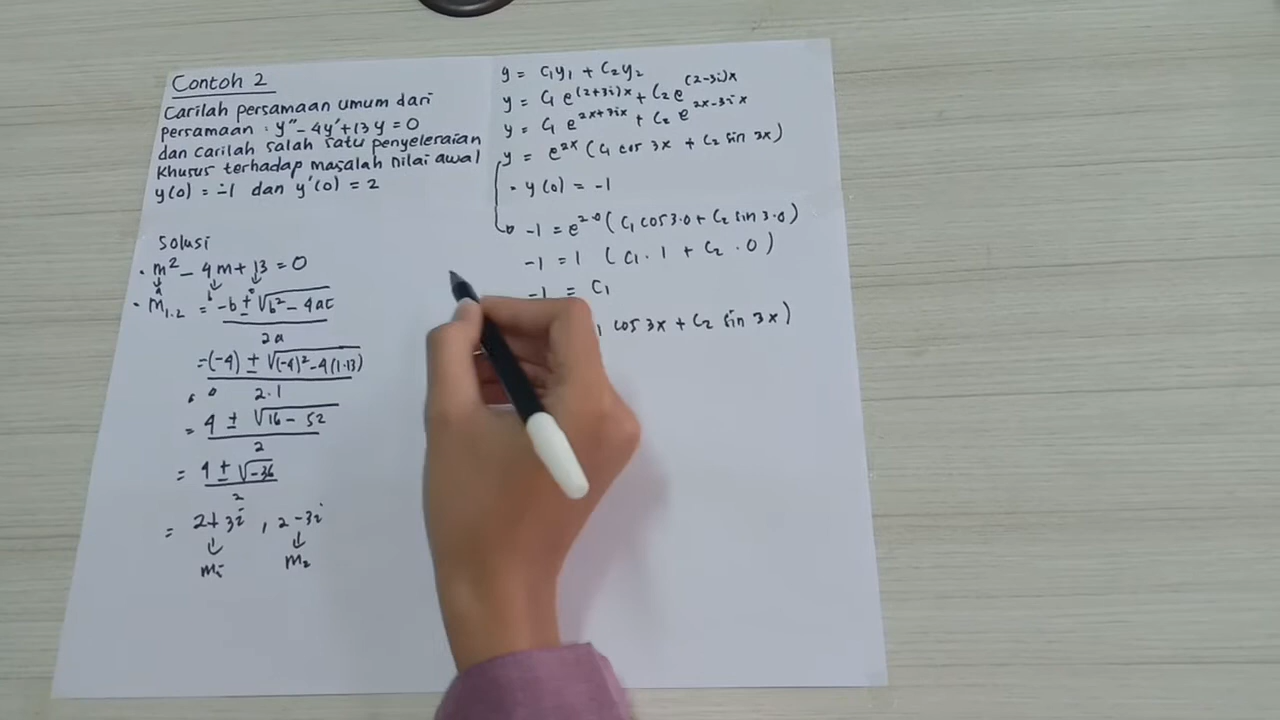 Contoh 2
Carilah persamaan umum dari
persamaan : y'' - 4y' + 13y = 0
dan carilah salah satu penyeleraian
khusus terhadap masalah nilai awal
y(0) = -1 dan y'(0) = 2
Solusi
• m² - 4m + 13 = 0
a b c
• m₁.₂ = -b ± √b² - 4ac
2a
= (-4) ± √(-4)² - 4(1·13)
2.1
= 4 ± √16 - 52
2
= 4 ± √-36
2
= 2 + 3i , 2 - 3i
m₁ m₂
y = c₁y₁ + c₂y₂
y = c₁ e^(2+3i)x + c₂ e^(2-3i)x
y = c₁ e^2x+3ix + c₂ e^2x-3ix
y = e^2x (c₁ cos 3x + c₂ sin 3x)
• y(0) = -1
-1 = e^2·0 (c₁ cos 3.0 + c₂ sin 3.0)
-1 = 1 (c₁ . 1 + c₂ . 0)
-1 = c₁
cos 3x + c₂ sin 3x)